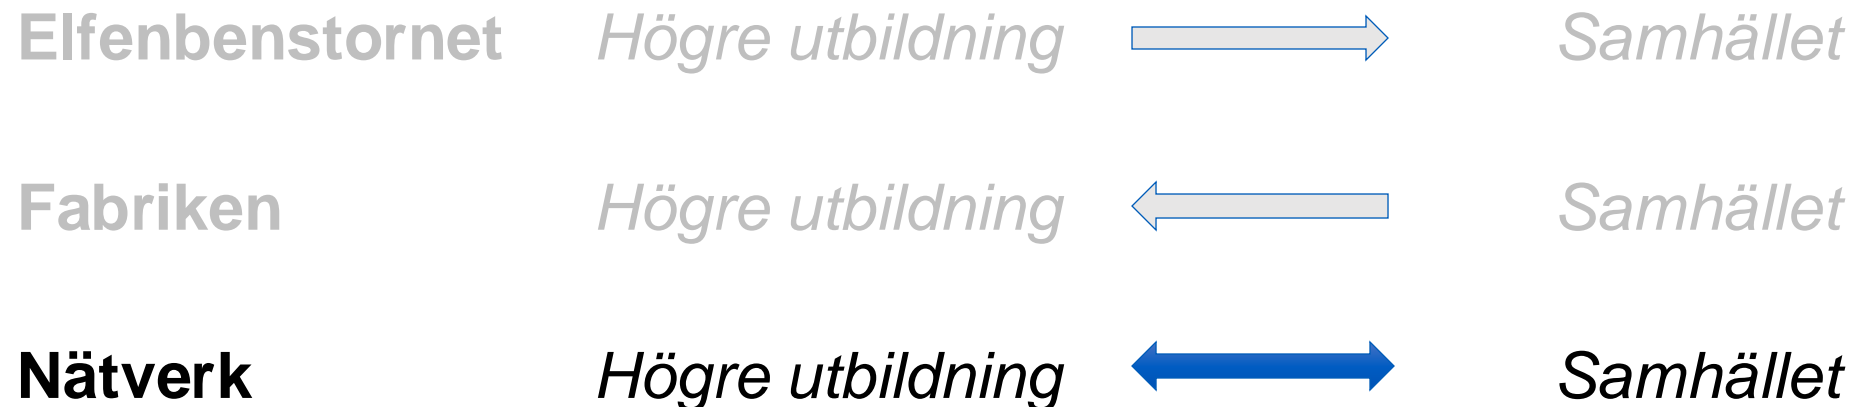 Elfenbenstornet Högre utbildning Samhället
Fabriken Högre utbildning Samhället
Nätverk Högre utbildning Samhället